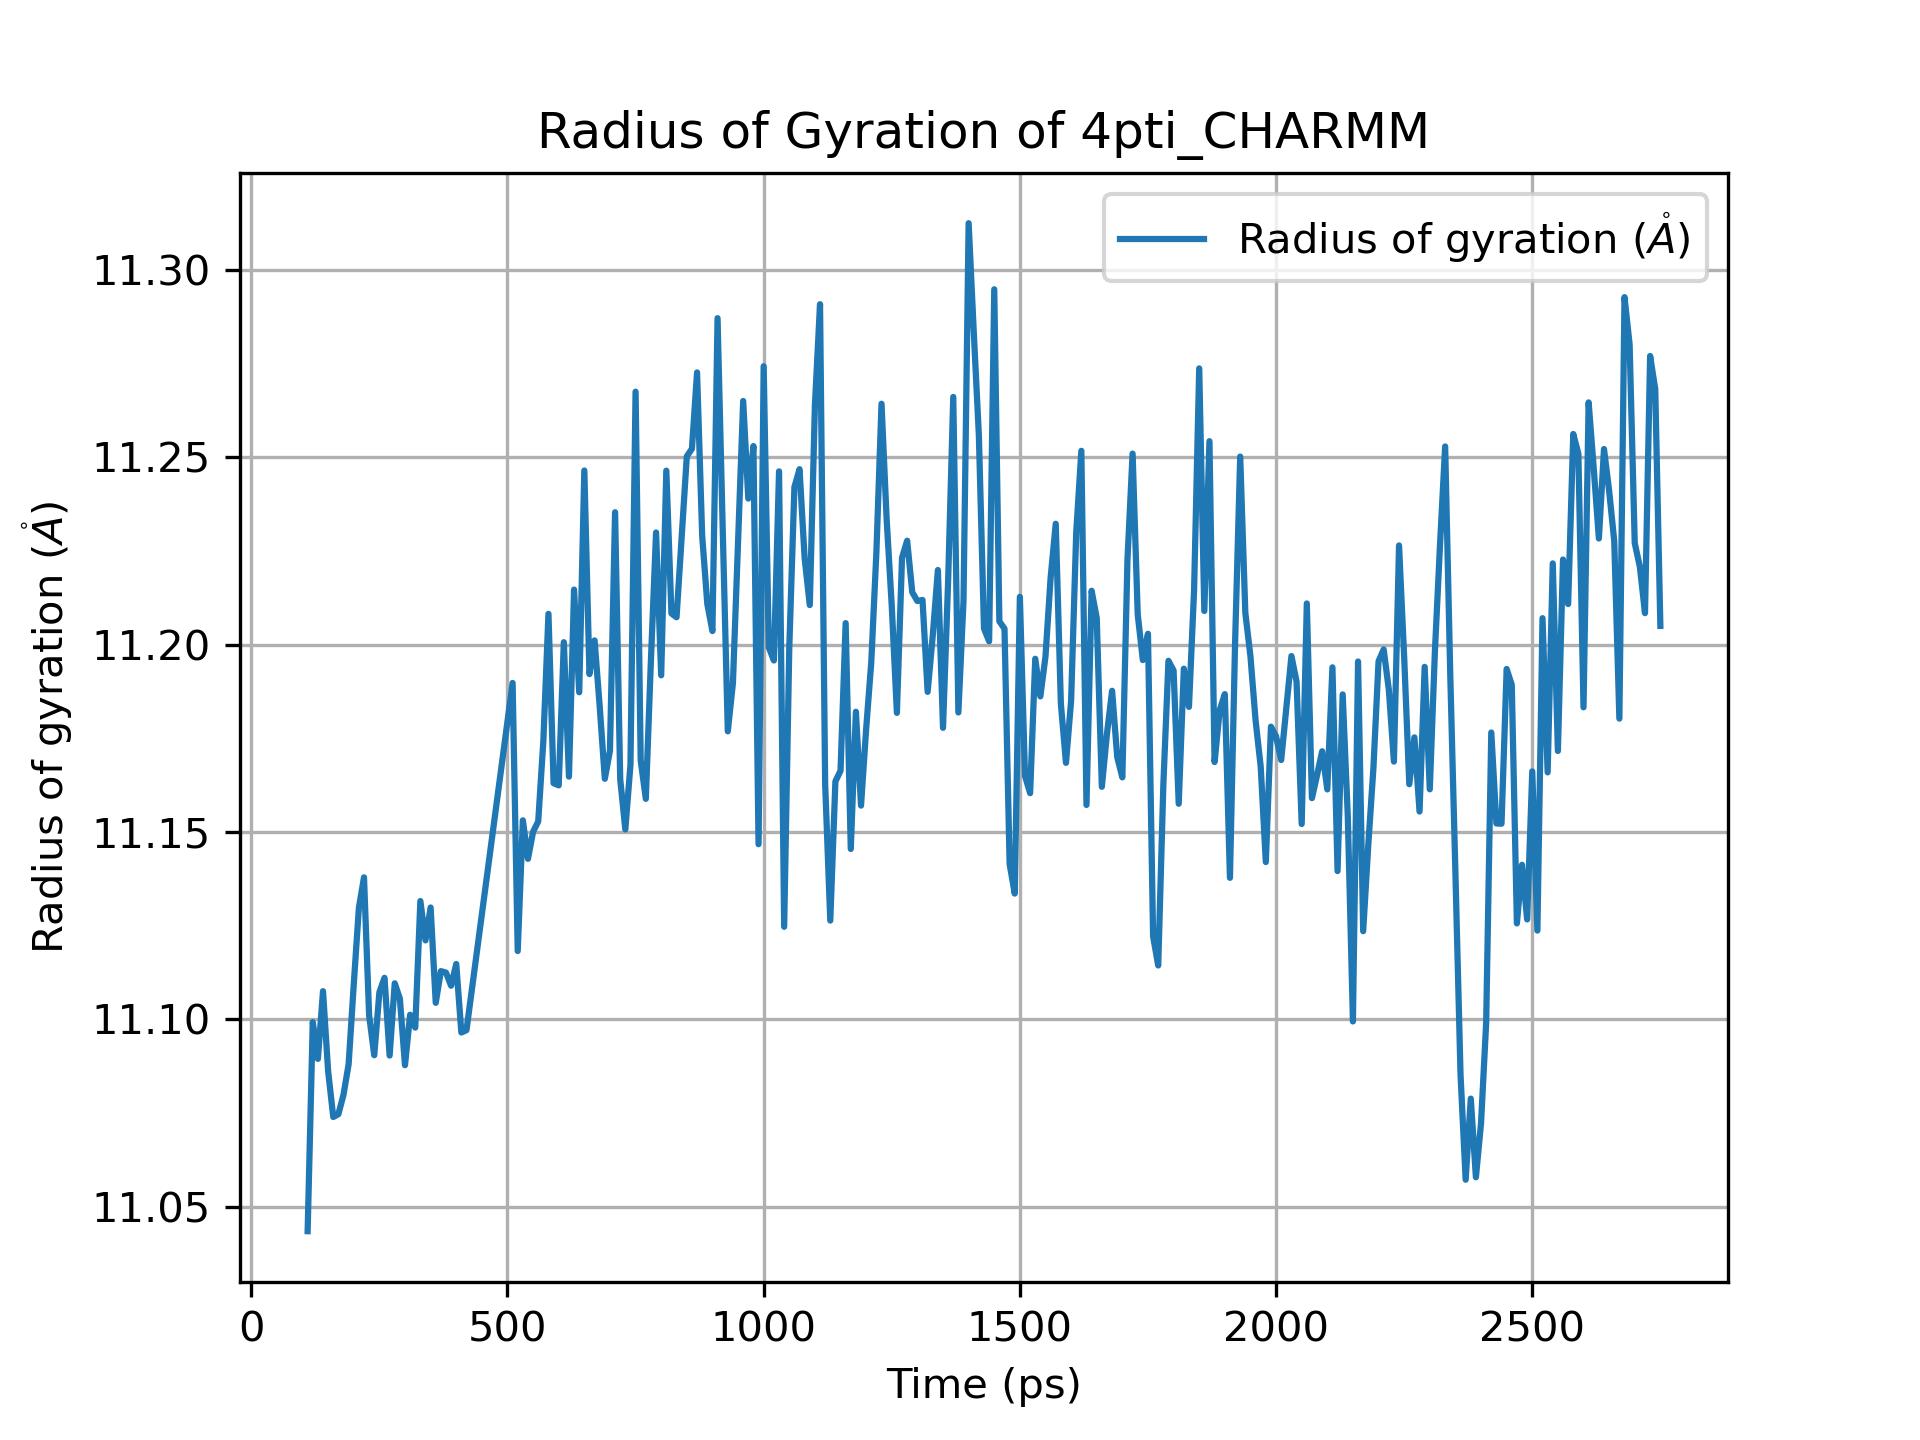 Radius of Gyration of 4pti_CHARMM
Radius of gyration (Å)
11.30
11.25
11.20
11.15
11.10
11.05
Radius of gyration (Å)
0 500 1000 1500 2000 2500
Time (ps)